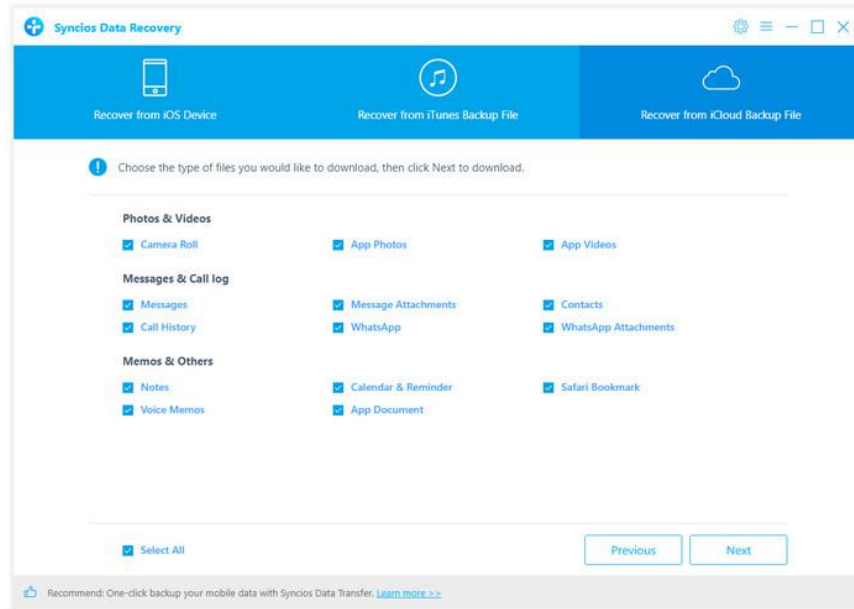 Syncios Data Recovery
Recover from iOS Device
Recover from iTunes Backup File
Recover from iCloud Backup File
Choose the type of files you would like to download, then click Next to download.
Photos & Videos
Camera Roll
App Photos
App Videos
Messages & Call log
Messages
Message Attachments
Contacts
Call History
WhatsApp
WhatsApp Attachments
Memos & Others
Notes
Calendar & Reminder
Safari Bookmark
Voice Memos
App Document
Select All
Previous
Next
Recommend: One-click backup your mobile data with Syncios Data Transfer. Learn more >>